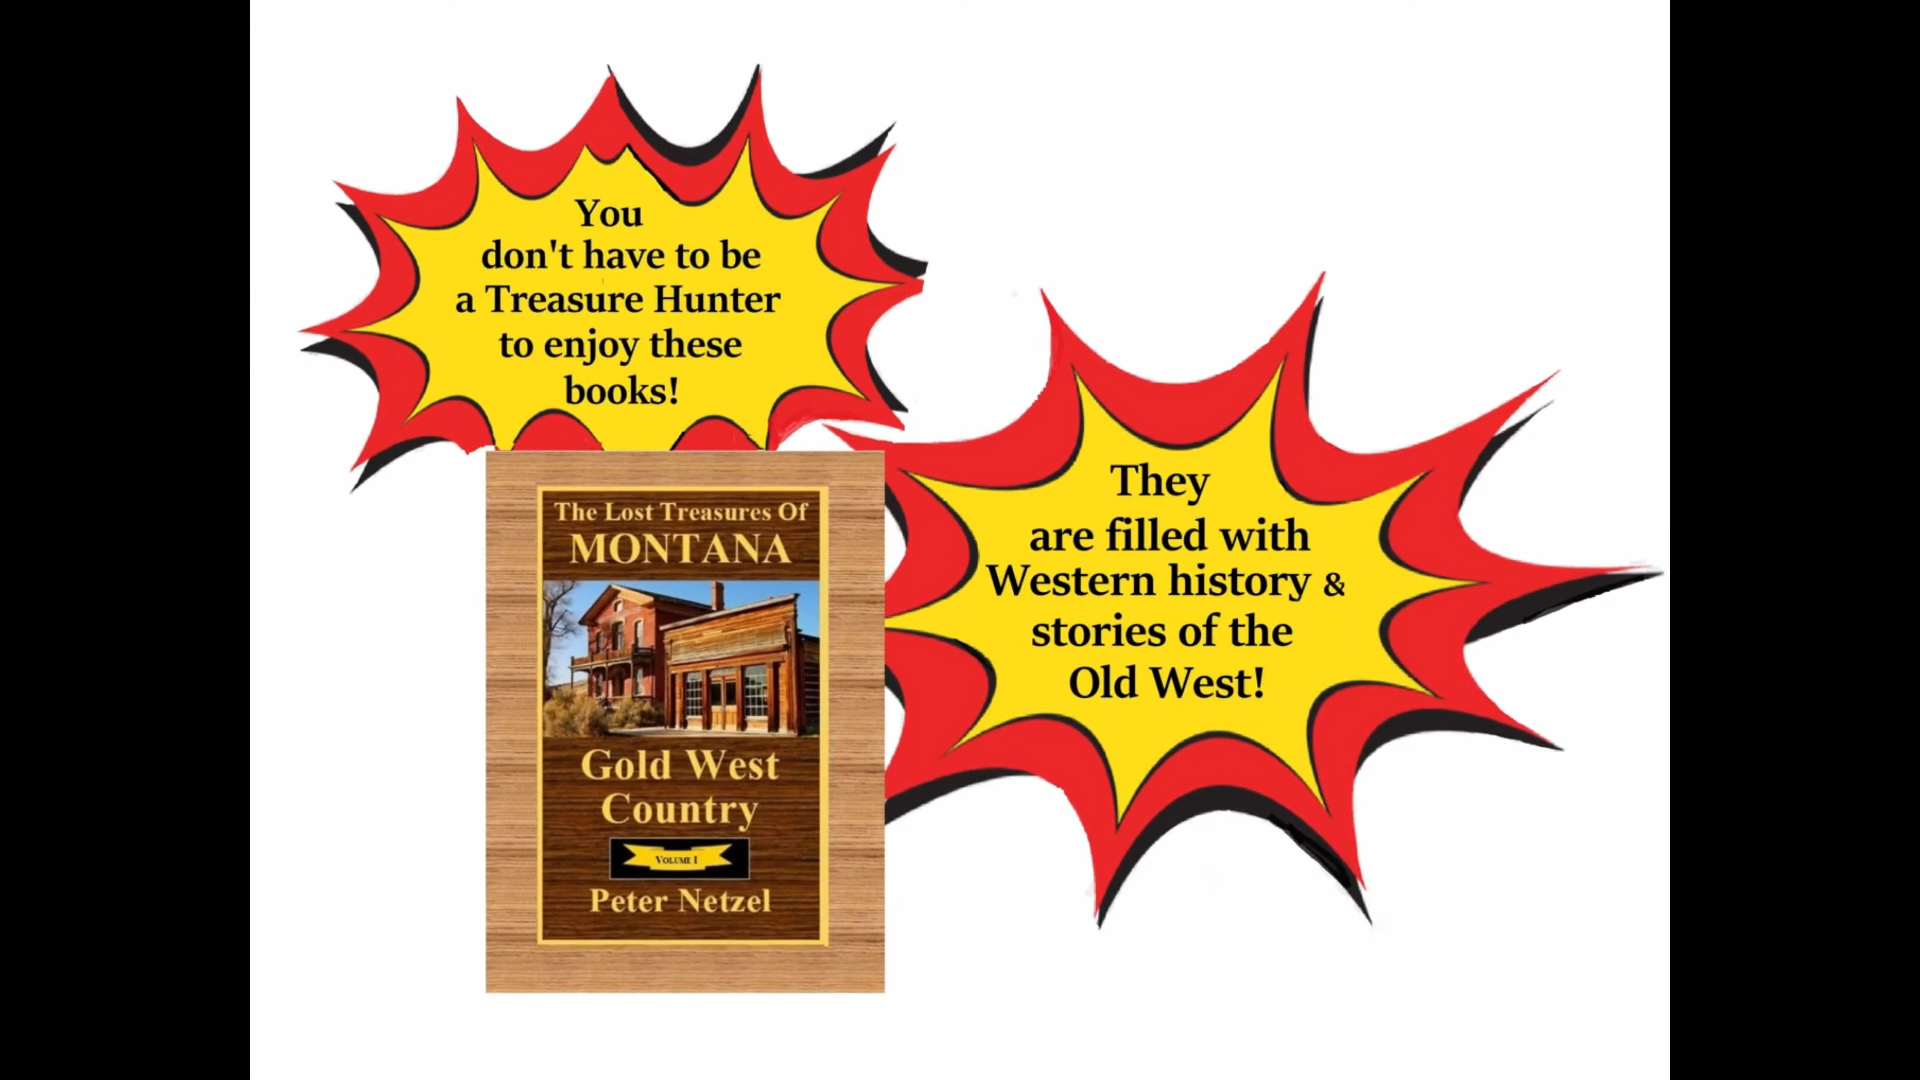 You
don't have to be
a Treasure Hunter
to enjoy these
books!
They
are filled with
Western history &
stories of the
Old West!
The Lost Treasures Of
MONTANA
Gold West
Country
VOLUME I
Peter Netzel